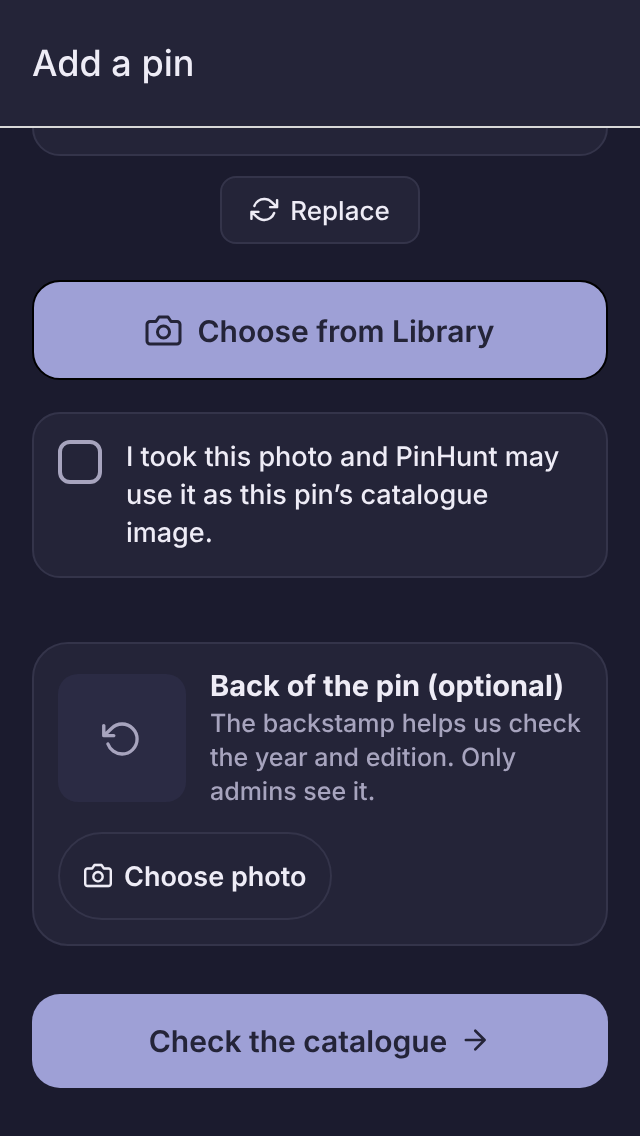 Add a pin
Replace
Choose from Library
I took this photo and PinHunt may
use it as this pin’s catalogue
image.
Back of the pin (optional)
The backstamp helps us check
the year and edition. Only
admins see it.
Choose photo
Check the catalogue →